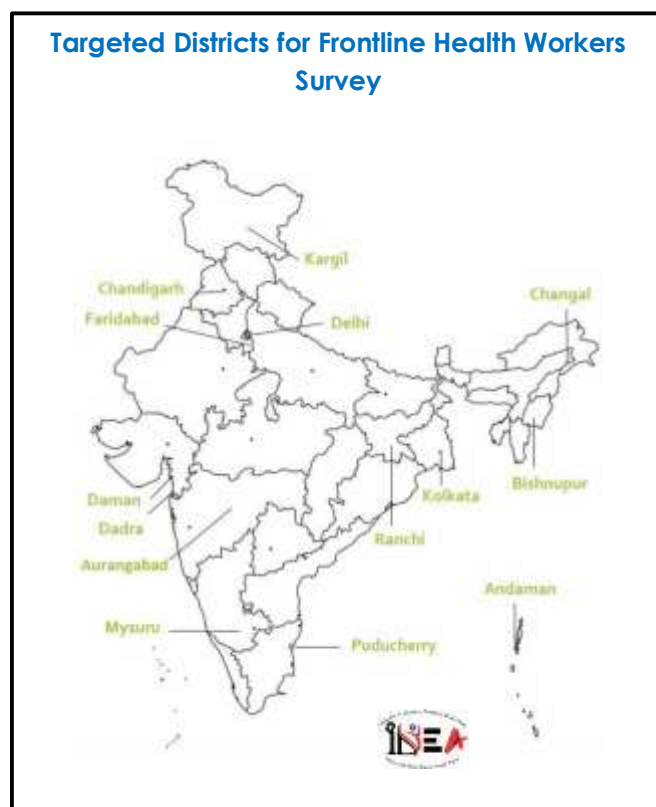 Targeted Districts for Frontline Health Workers
Survey
Kargil
Chandigarh
Changal
Faridabad
Delhi
Daman
Kolkata
Bishnupur
Dadra
Ranchi
Aurangabad
Andaman
Mysuru
Puducherry